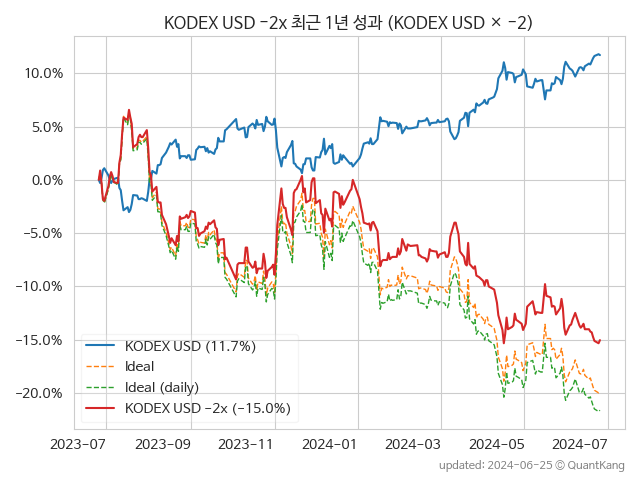 KODEX USD −2x 최근 1년 성과 (KODEX USD × −2)
10.0%
5.0%
0.0%
−5.0%
−10.0%
−15.0%
−20.0%
KODEX USD (11.7%)
Ideal
Ideal (daily)
KODEX USD −2x (−15.0%)
2023−07
2023−09
2023−11
2024−01
2024−03
2024−05
2024−07
updated: 2024−06−25 ⓒ QuantKang